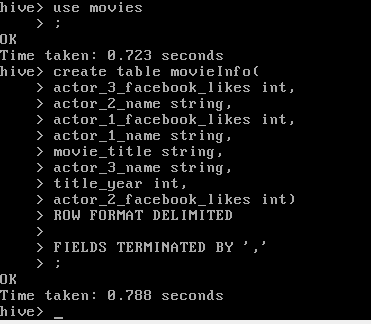 hive> use movies
    > ;
OK
Time taken: 0.723 seconds
hive> create table movieInfo(
    > actor_3_facebook_likes int,
    > actor_2_name string,
    > actor_1_facebook_likes int,
    > actor_1_name string,
    > movie_title string,
    > actor_3_name string,
    > title_year int,
    > actor_2_facebook_likes int)
    > ROW FORMAT DELIMITED
    >
    > FIELDS TERMINATED BY ','
    > ;
OK
Time taken: 0.788 seconds
hive> _